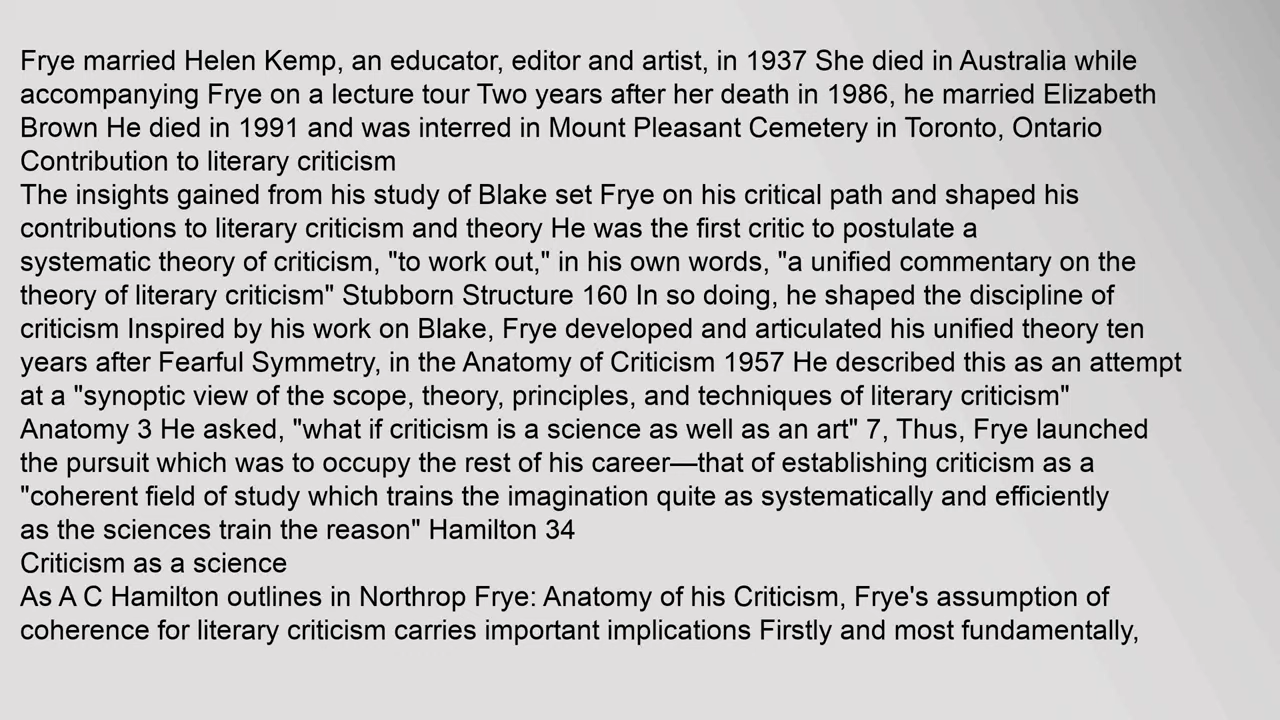 Frye married Helen Kemp, an educator, editor and artist, in 1937 She died in Australia while
accompanying Frye on a lecture tour Two years after her death in 1986, he married Elizabeth
Brown He died in 1991 and was interred in Mount Pleasant Cemetery in Toronto, Ontario
Contribution to literary criticism
The insights gained from his study of Blake set Frye on his critical path and shaped his
contributions to literary criticism and theory He was the first critic to postulate a
systematic theory of criticism, "to work out," in his own words, "a unified commentary on the
theory of literary criticism" Stubborn Structure 160 In so doing, he shaped the discipline of
criticism Inspired by his work on Blake, Frye developed and articulated his unified theory ten
years after Fearful Symmetry, in the Anatomy of Criticism 1957 He described this as an attempt
at a "synoptic view of the scope, theory, principles, and techniques of literary criticism"
Anatomy 3 He asked, "what if criticism is a science as well as an art" 7, Thus, Frye launched
the pursuit which was to occupy the rest of his career—that of establishing criticism as a
"coherent field of study which trains the imagination quite as systematically and efficiently
as the sciences train the reason" Hamilton 34
Criticism as a science
As A C Hamilton outlines in Northrop Frye: Anatomy of his Criticism, Frye's assumption of
coherence for literary criticism carries important implications Firstly and most fundamentally,